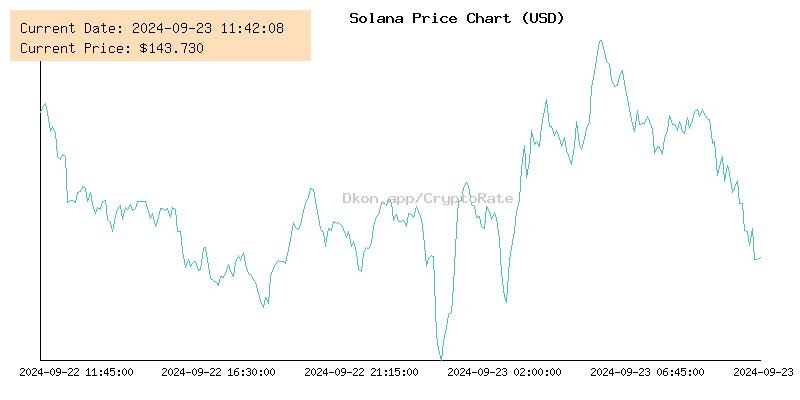 Solana Price Chart (USD)
Current Date: 2024-09-23 11:42:08
Current Price: $143.730
Dkon.app/CryptoRate
2024-09-22 11:45:00
2024-09-22 16:30:00
2024-09-22 21:15:00
2024-09-23 02:00:00
2024-09-23 06:45:00
2024-09-23